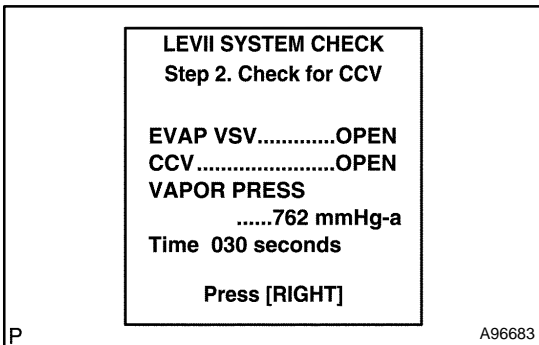 LEVII SYSTEM CHECK
Step 2. Check for CCV
EVAP VSV.............OPEN
CCV.......................OPEN
VAPOR PRESS
......762 mmHg-a
Time 030 seconds
Press [RIGHT]
P
A96683